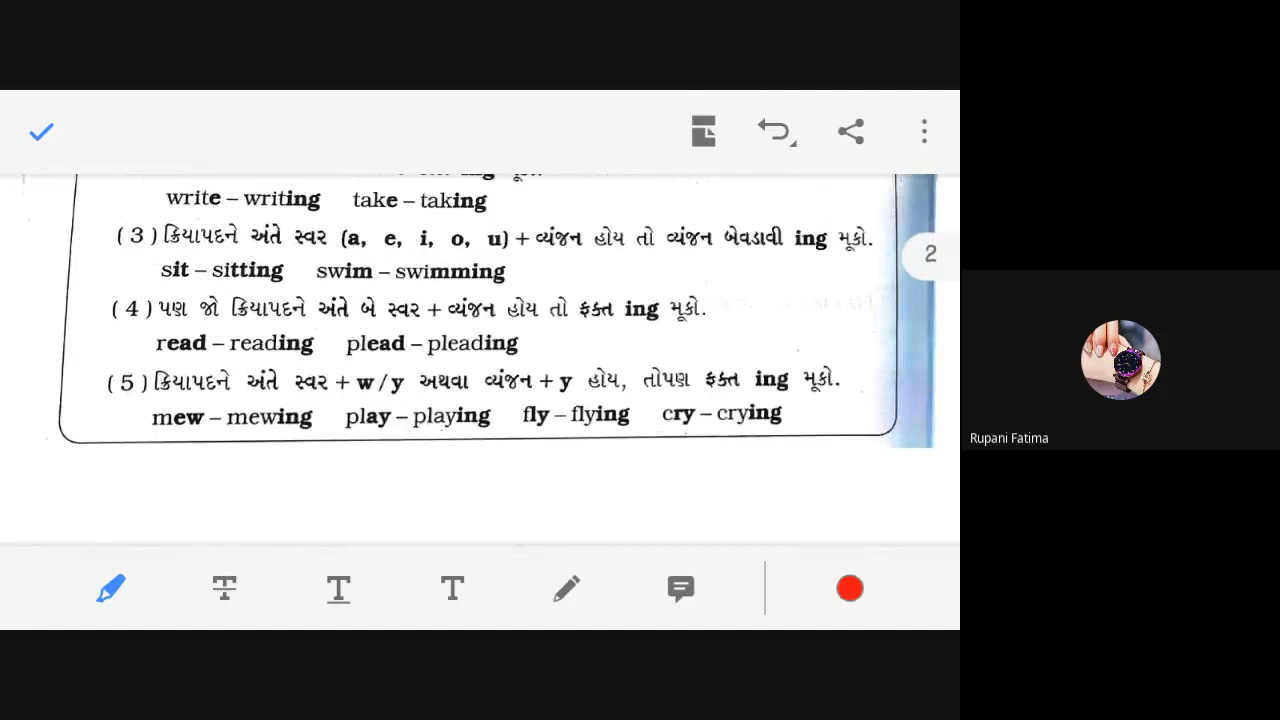 write – writing take – taking
( 3 ) ક્રિયાપદને અંતે સ્વર (a, e, i, o, u) + વ્યંજન હોય તો વ્યંજન બેવડાવી ing મૂકો.
sit – sitting swim – swimming
2
( 4 ) પણ જો ક્રિયાપદને અંતે બે સ્વર + વ્યંજન હોય તો ફક્ત ing મૂકો.
read – reading plead – pleading
( 5 ) ક્રિયાપદને અંતે સ્વર + w / y અથવા વ્યંજન + y હોય, તોપણ ફક્ત ing મૂકો.
mew – mewing play – playing fly – flying cry – crying
Rupani Fatima